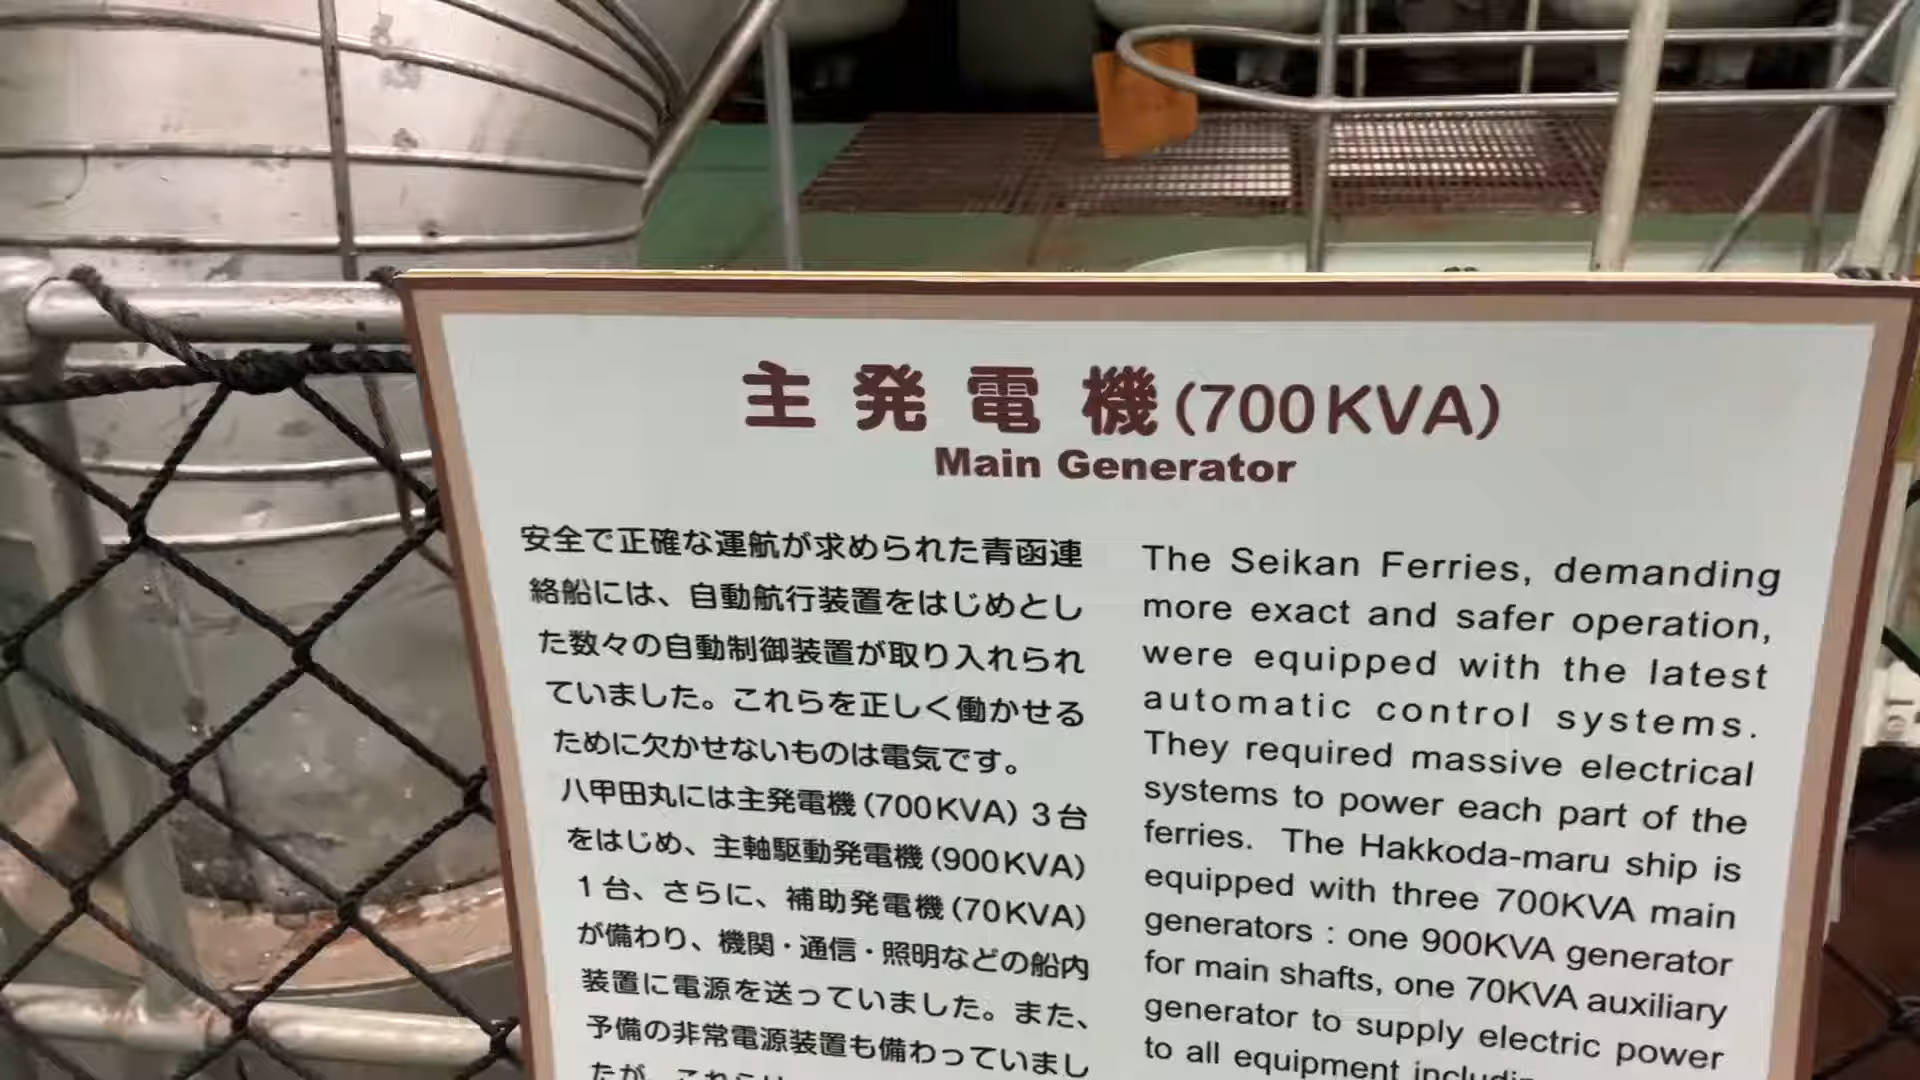 主発電機(700KVA)
Main Generator
安全で正確な運航が求められた青函連
絡船には、自動航行装置をはじめとし
た数々の自動制御装置が取り入れられ
ていました。これらを正しく働かせる
ために欠かせないものは電気です。
八甲田丸には主発電機(700KVA)3台
をはじめ、主軸駆動発電機(900KVA)
1台、さらに、補助発電機(70KVA)
が備わり、機関・通信・照明などの船内
装置に電源を送っていました。また、
予備の非常電源装置も備わっていまし
たが、これらは
The Seikan Ferries, demanding
more exact and safer operation,
were equipped with the latest
automatic control systems.
They required massive electrical
systems to power each part of the
ferries. The Hakkoda-maru ship is
equipped with three 700KVA main
generators : one 900KVA generator
for main shafts, one 70KVA auxiliary
generator to supply electric power
to all equipment including